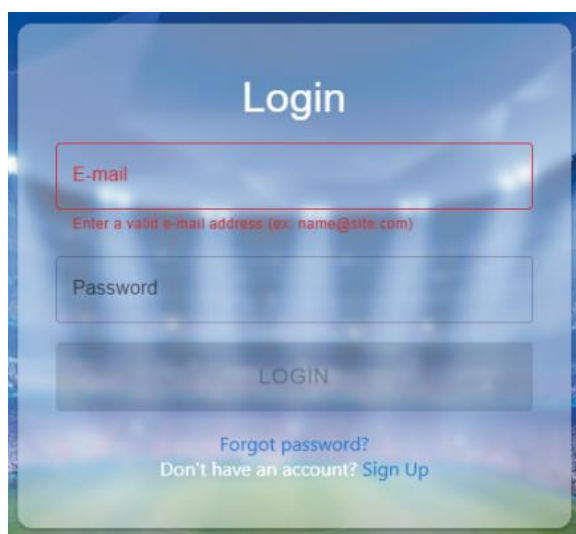 Login
E-mail
Enter a valid e-mail address (ex: name@site.com)
Password
LOGIN
Forgot password?
Don't have an account? Sign Up